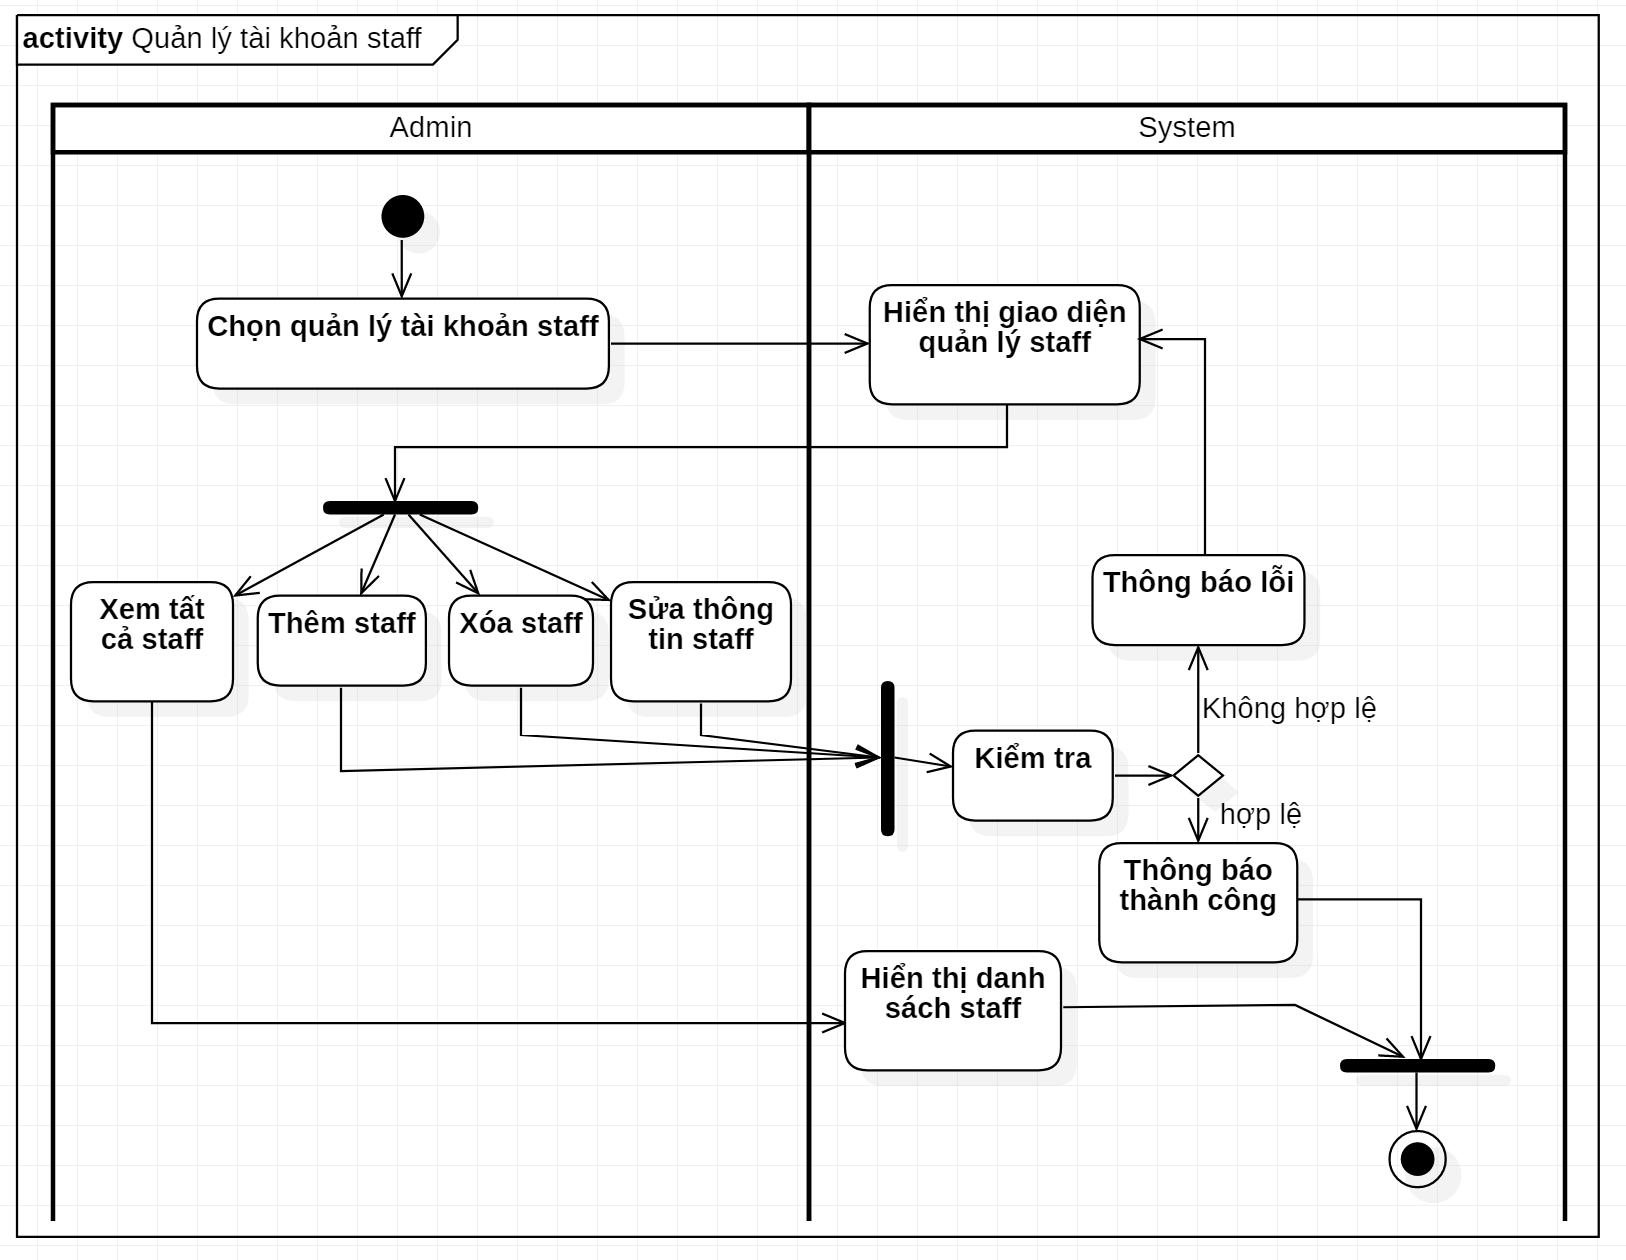 activity Quản lý tài khoản staff
Admin
System
Chọn quản lý tài khoản staff
Hiển thị giao diện
quản lý staff
Xem tất
cả staff
Thêm staff
Xóa staff
Sửa thông
tin staff
Thông báo lỗi
Không hợp lệ
Kiểm tra
hợp lệ
Thông báo
thành công
Hiển thị danh
sách staff